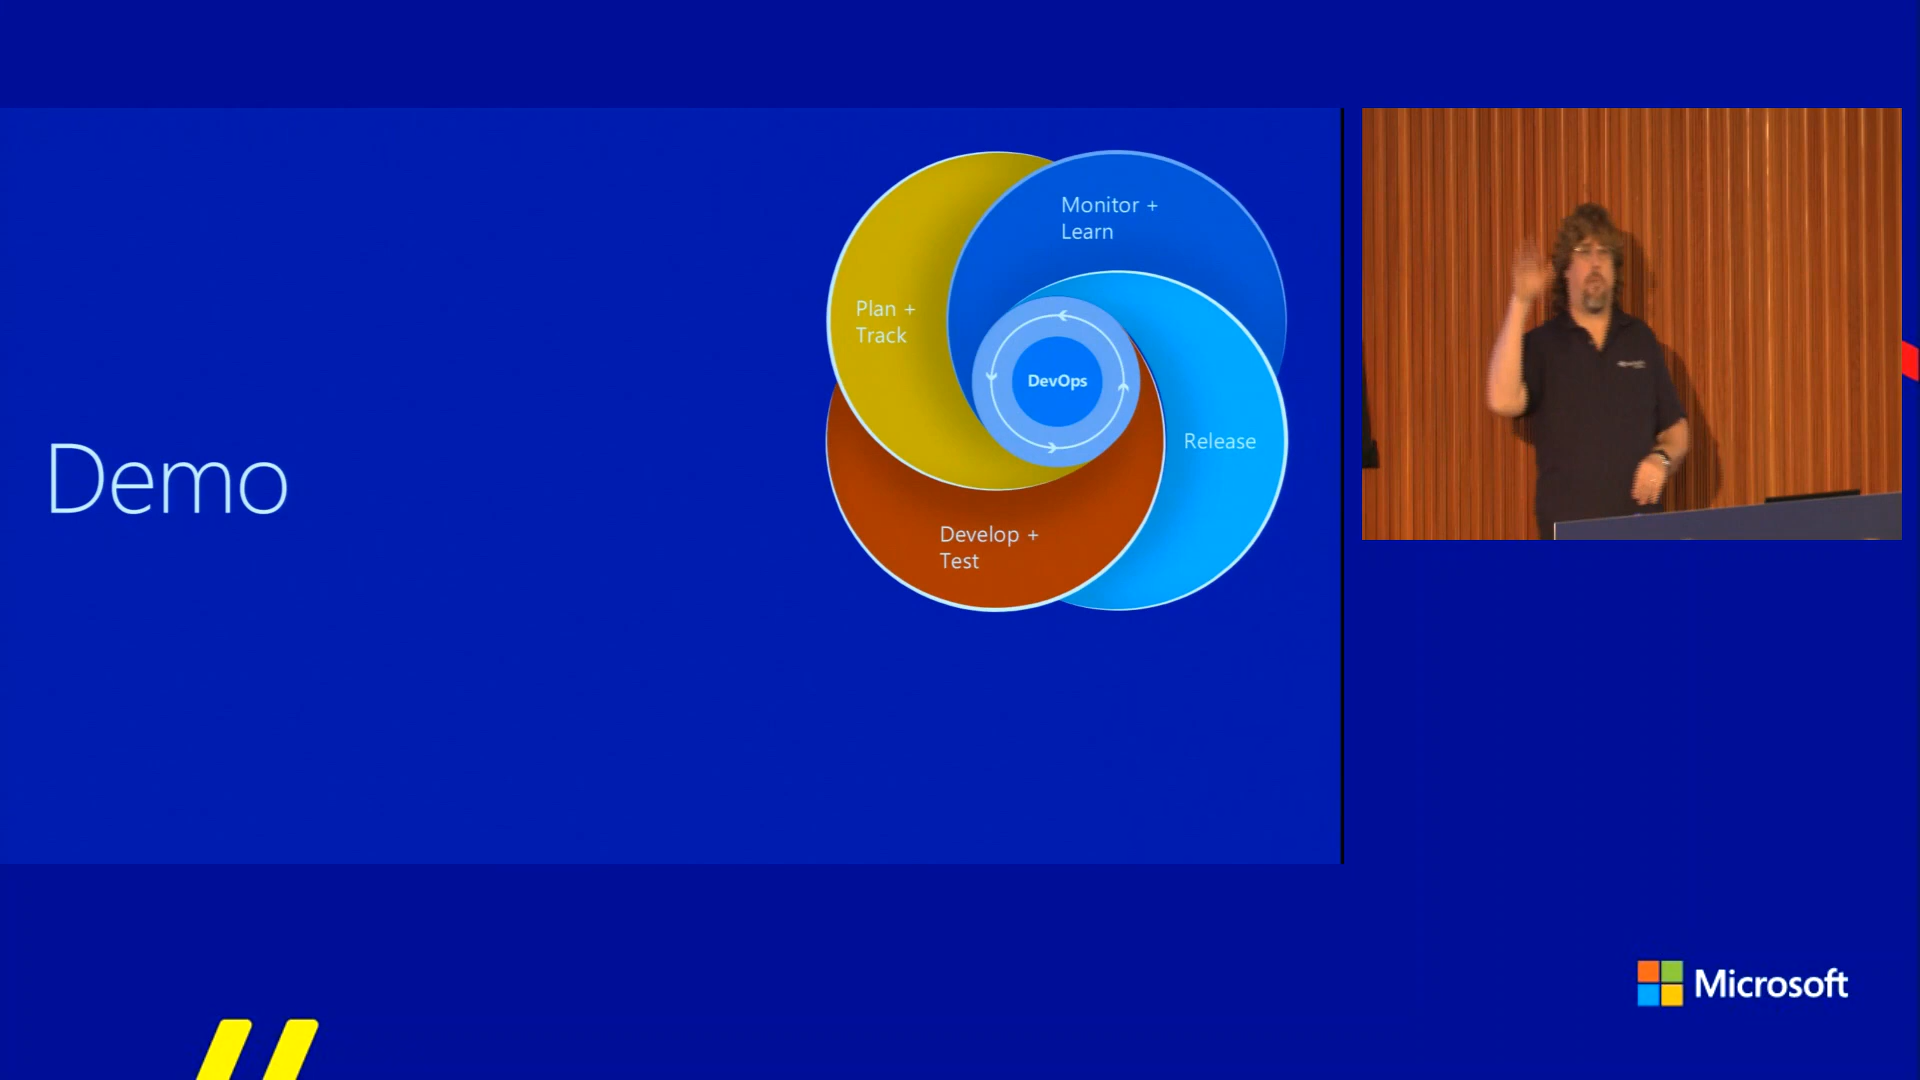 Demo
Monitor +
Learn
Plan +
Track
DevOps
Release
Develop +
Test
Microsoft